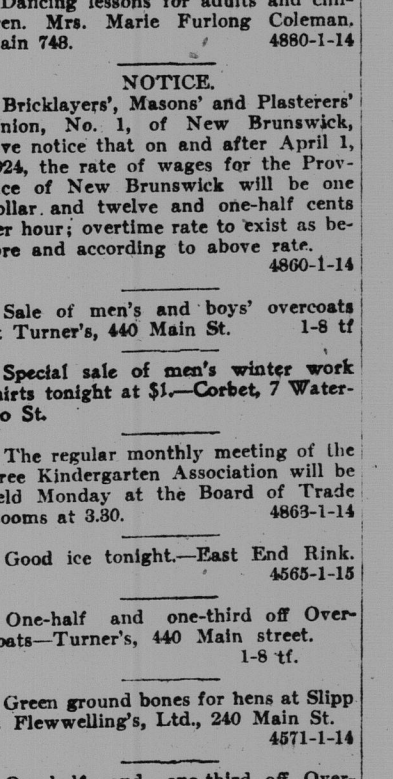 Dancing lessons for adults and chil-
en. Mrs. Marie Furlong Coleman.
ain 748. 4880-1-14
NOTICE.
Bricklayers', Masons' and Plasterers'
nion, No. 1, of New Brunswick,
ve notice that on and after April 1,
924, the rate of wages for the Prov-
ce of New Brunswick will be one
ollar and twelve and one-half cents
er hour; overtime rate to exist as be-
re and according to above rate.
4860-1-14
Sale of men's and boys' overcoats
t Turner's, 440 Main St. 1-8 tf
Special sale of men's winter work
irts tonight at $1.—Corbet, 7 Water-
o St.
The regular monthly meeting of the
ree Kindergarten Association will be
eld Monday at the Board of Trade
ooms at 3.30. 4863-1-14
Good ice tonight.—East End Rink.
4565-1-15
One-half and one-third off Over-
oats—Turner's, 440 Main street.
1-8 tf.
Green ground bones for hens at Slipp
Flewwelling's, Ltd., 240 Main St.
4571-1-14
One-half and one-third off Over-